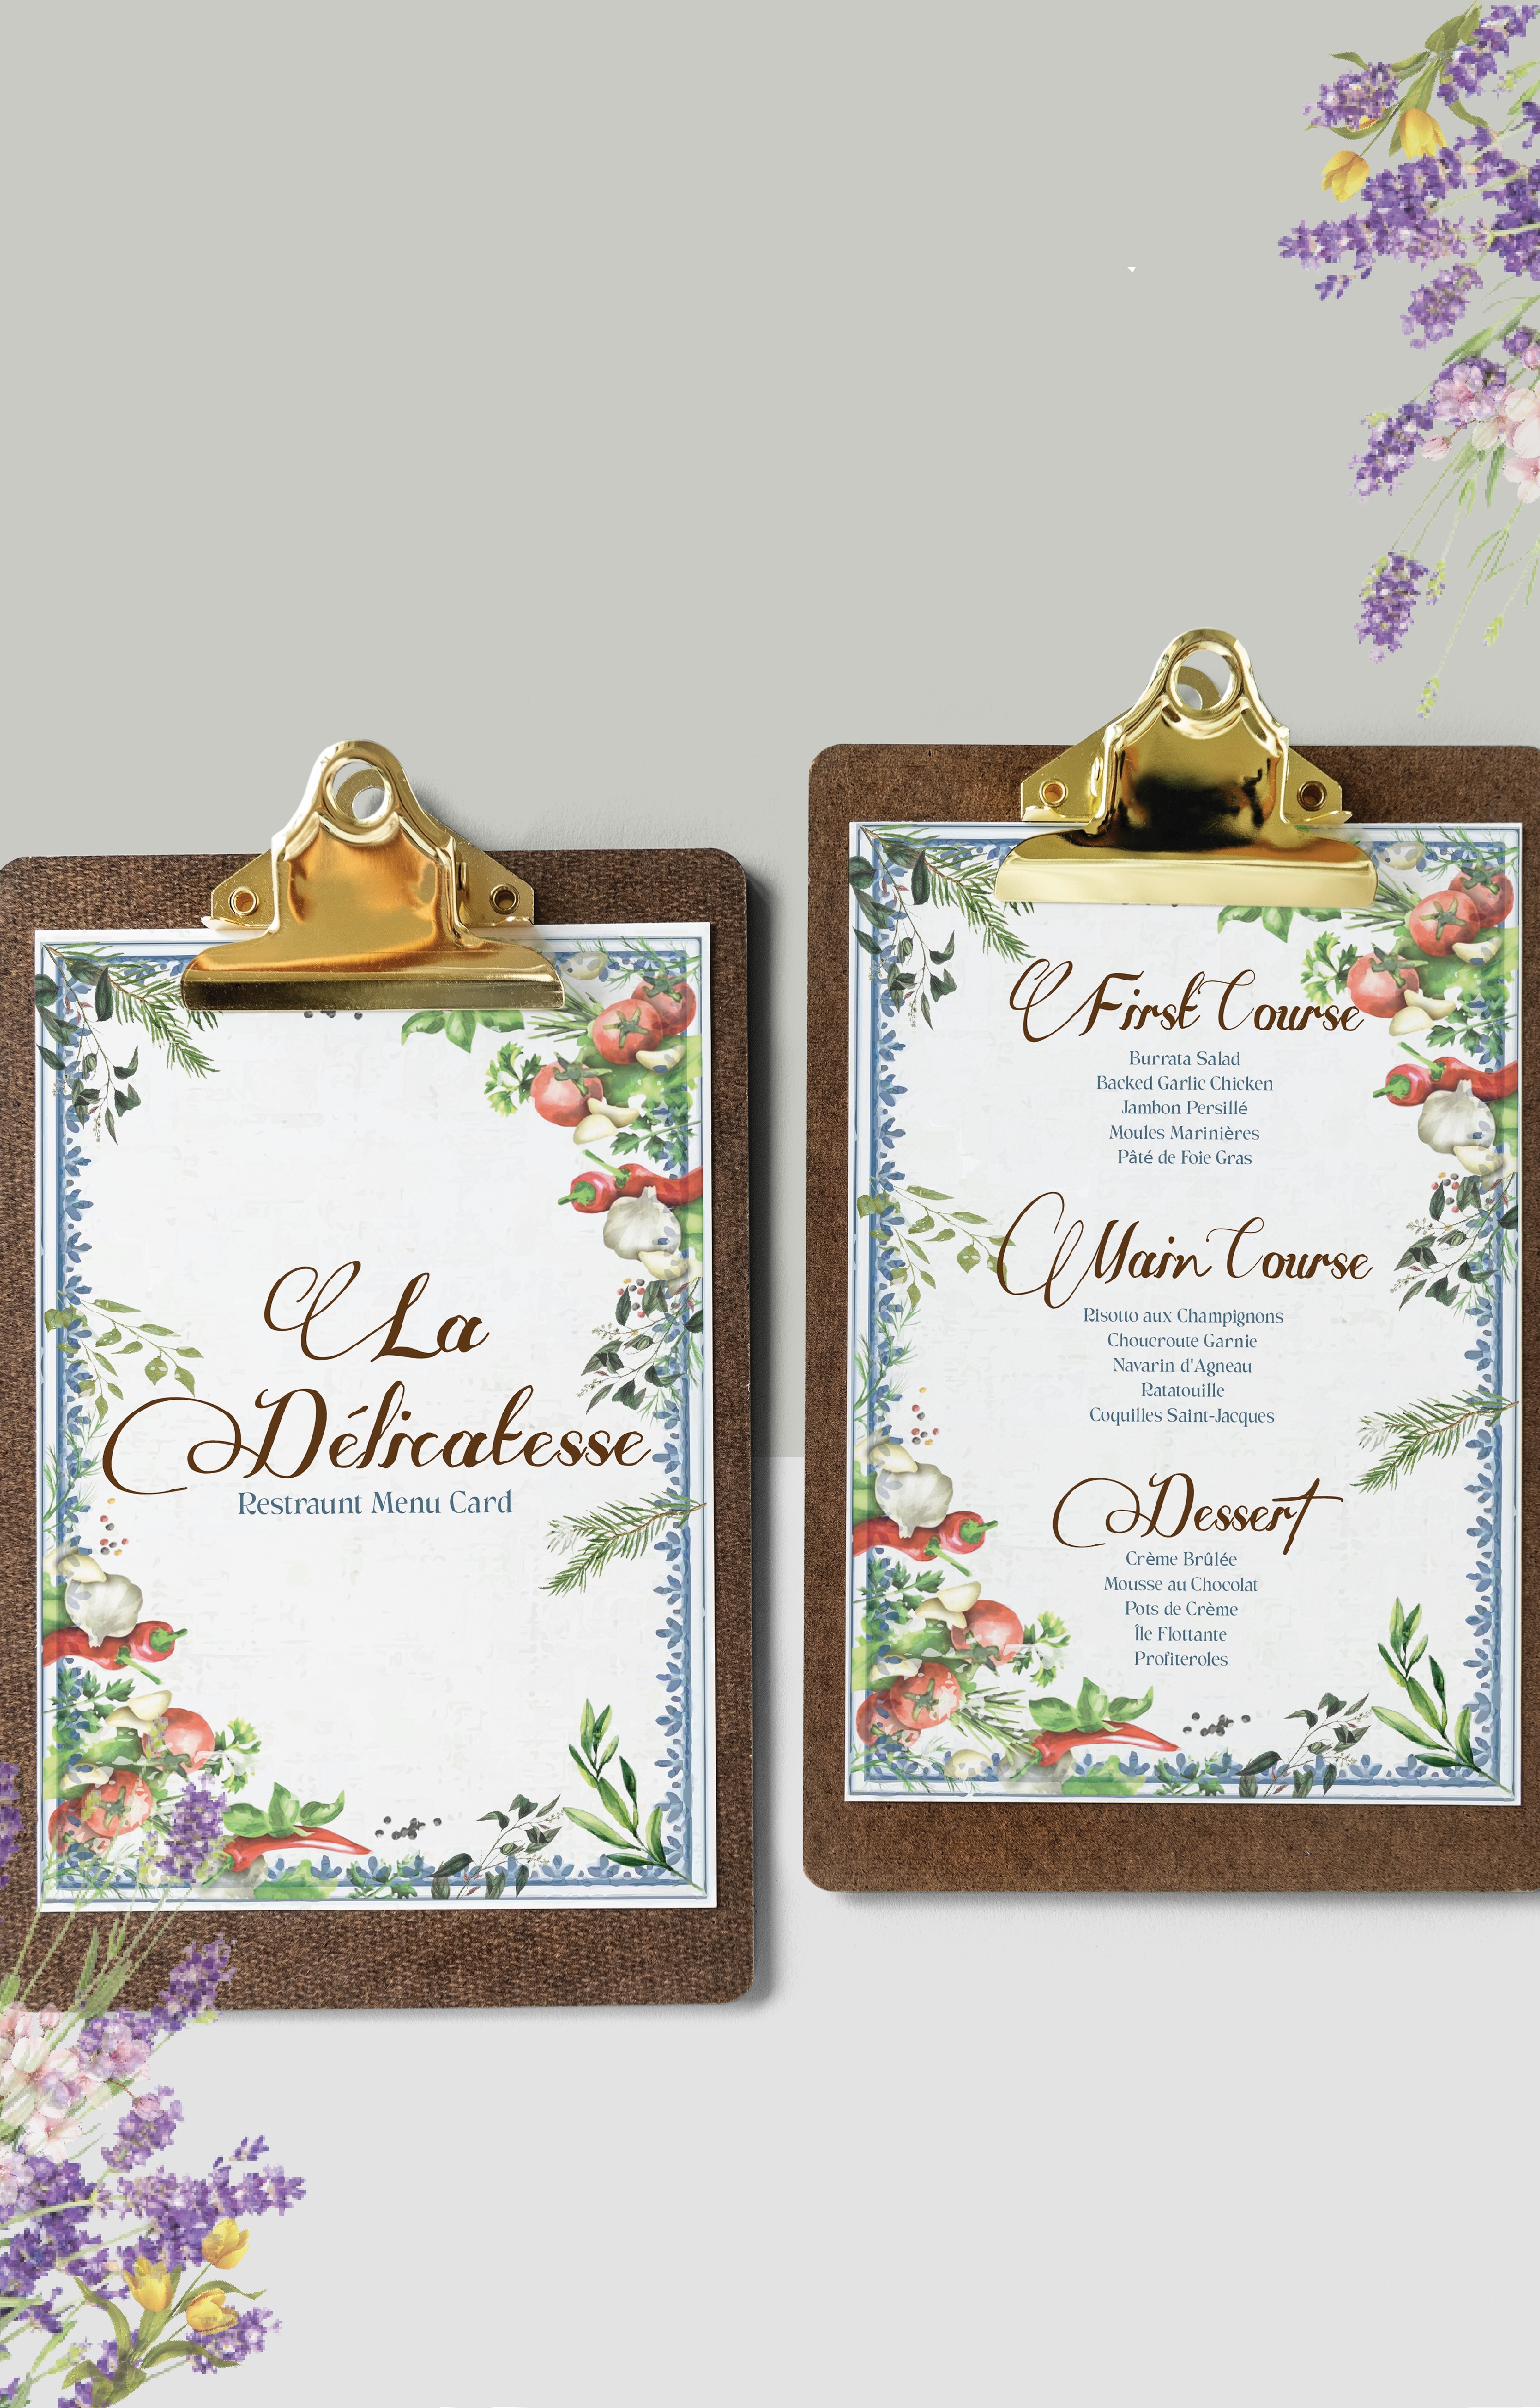 La
Délicatesse
Restraunt Menu Card
First Course
Burrata Salad
Backed Garlic Chicken
Jambon Persillé
Moules Marinières
Pâté de Foie Gras
Main Course
Risotto aux Champignons
Choucroute Garnie
Navarin d'Agneau
Ratatouille
Coquilles Saint-Jacques
Dessert
Crème Brûlée
Mousse au Chocolat
Pots de Crème
Île Flottante
Profiteroles